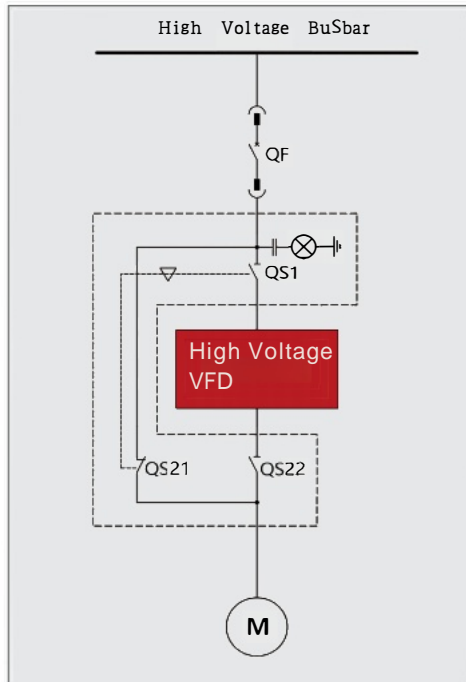 High Voltage BuSbar
QF
QS1
High Voltage
VFD
QS21
QS22
M